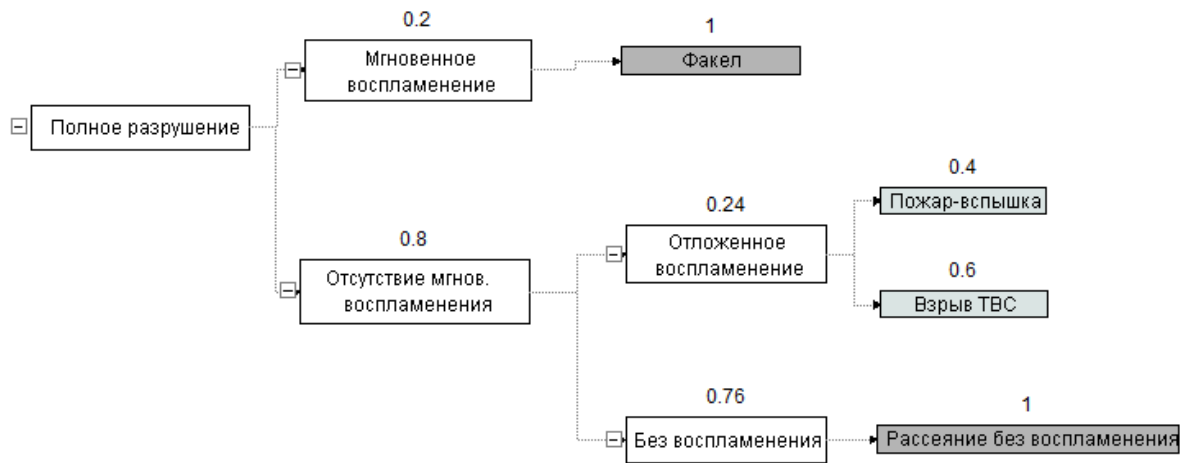 0.2
1
Мгновенное
воспламенение
Факел
Полное разрушение
0.4
Пожар-вспышка
0.24
0.8
Отложенное
воспламенение
Отсутствие мгнов.
воспламенения
0.6
Взрыв ТВС
0.76
1
Без воспламенения
Рассеяние без воспламенения